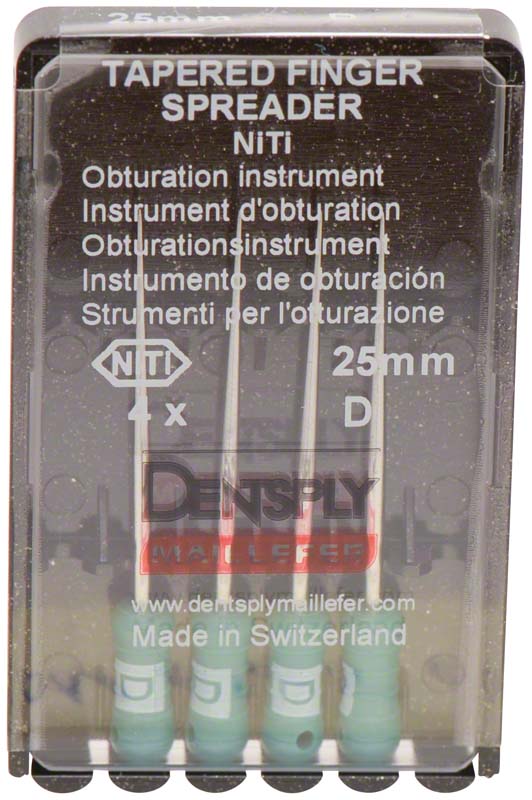 25mm D
TAPERED FINGER
SPREADER
NiTi
Obturation instrument
Instrument d'obturation
Obturationsinstrument
Instrumento de obturación
Strumenti per l'otturazione
NiTi 25mm
4 x D
DENTSPLY
MAILLEFER
www.dentsplymaillefer.com
Made in Switzerland
D D D